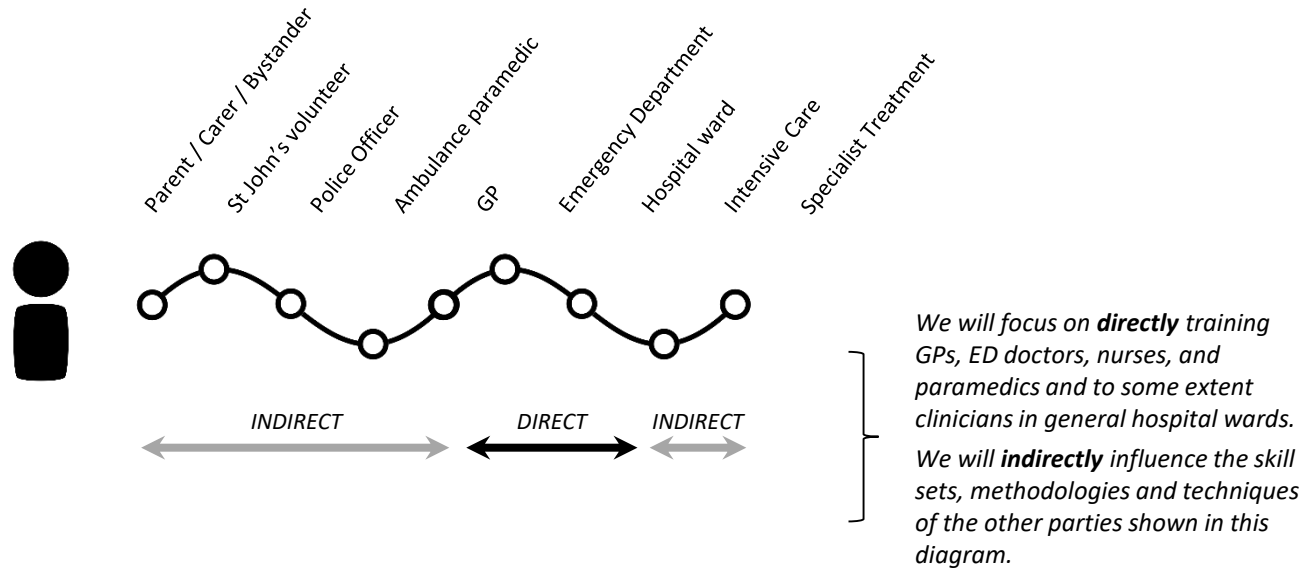 Parent / Carer / Bystander
St John's volunteer
Police Officer
Ambulance paramedic
GP
Emergency Department
Hospital ward
Intensive Care
Specialist Treatment
INDIRECT
DIRECT
INDIRECT
We will focus on directly training
GPs, ED doctors, nurses, and
paramedics and to some extent
clinicians in general hospital wards.
We will indirectly influence the skill
sets, methodologies and techniques
of the other parties shown in this
diagram.